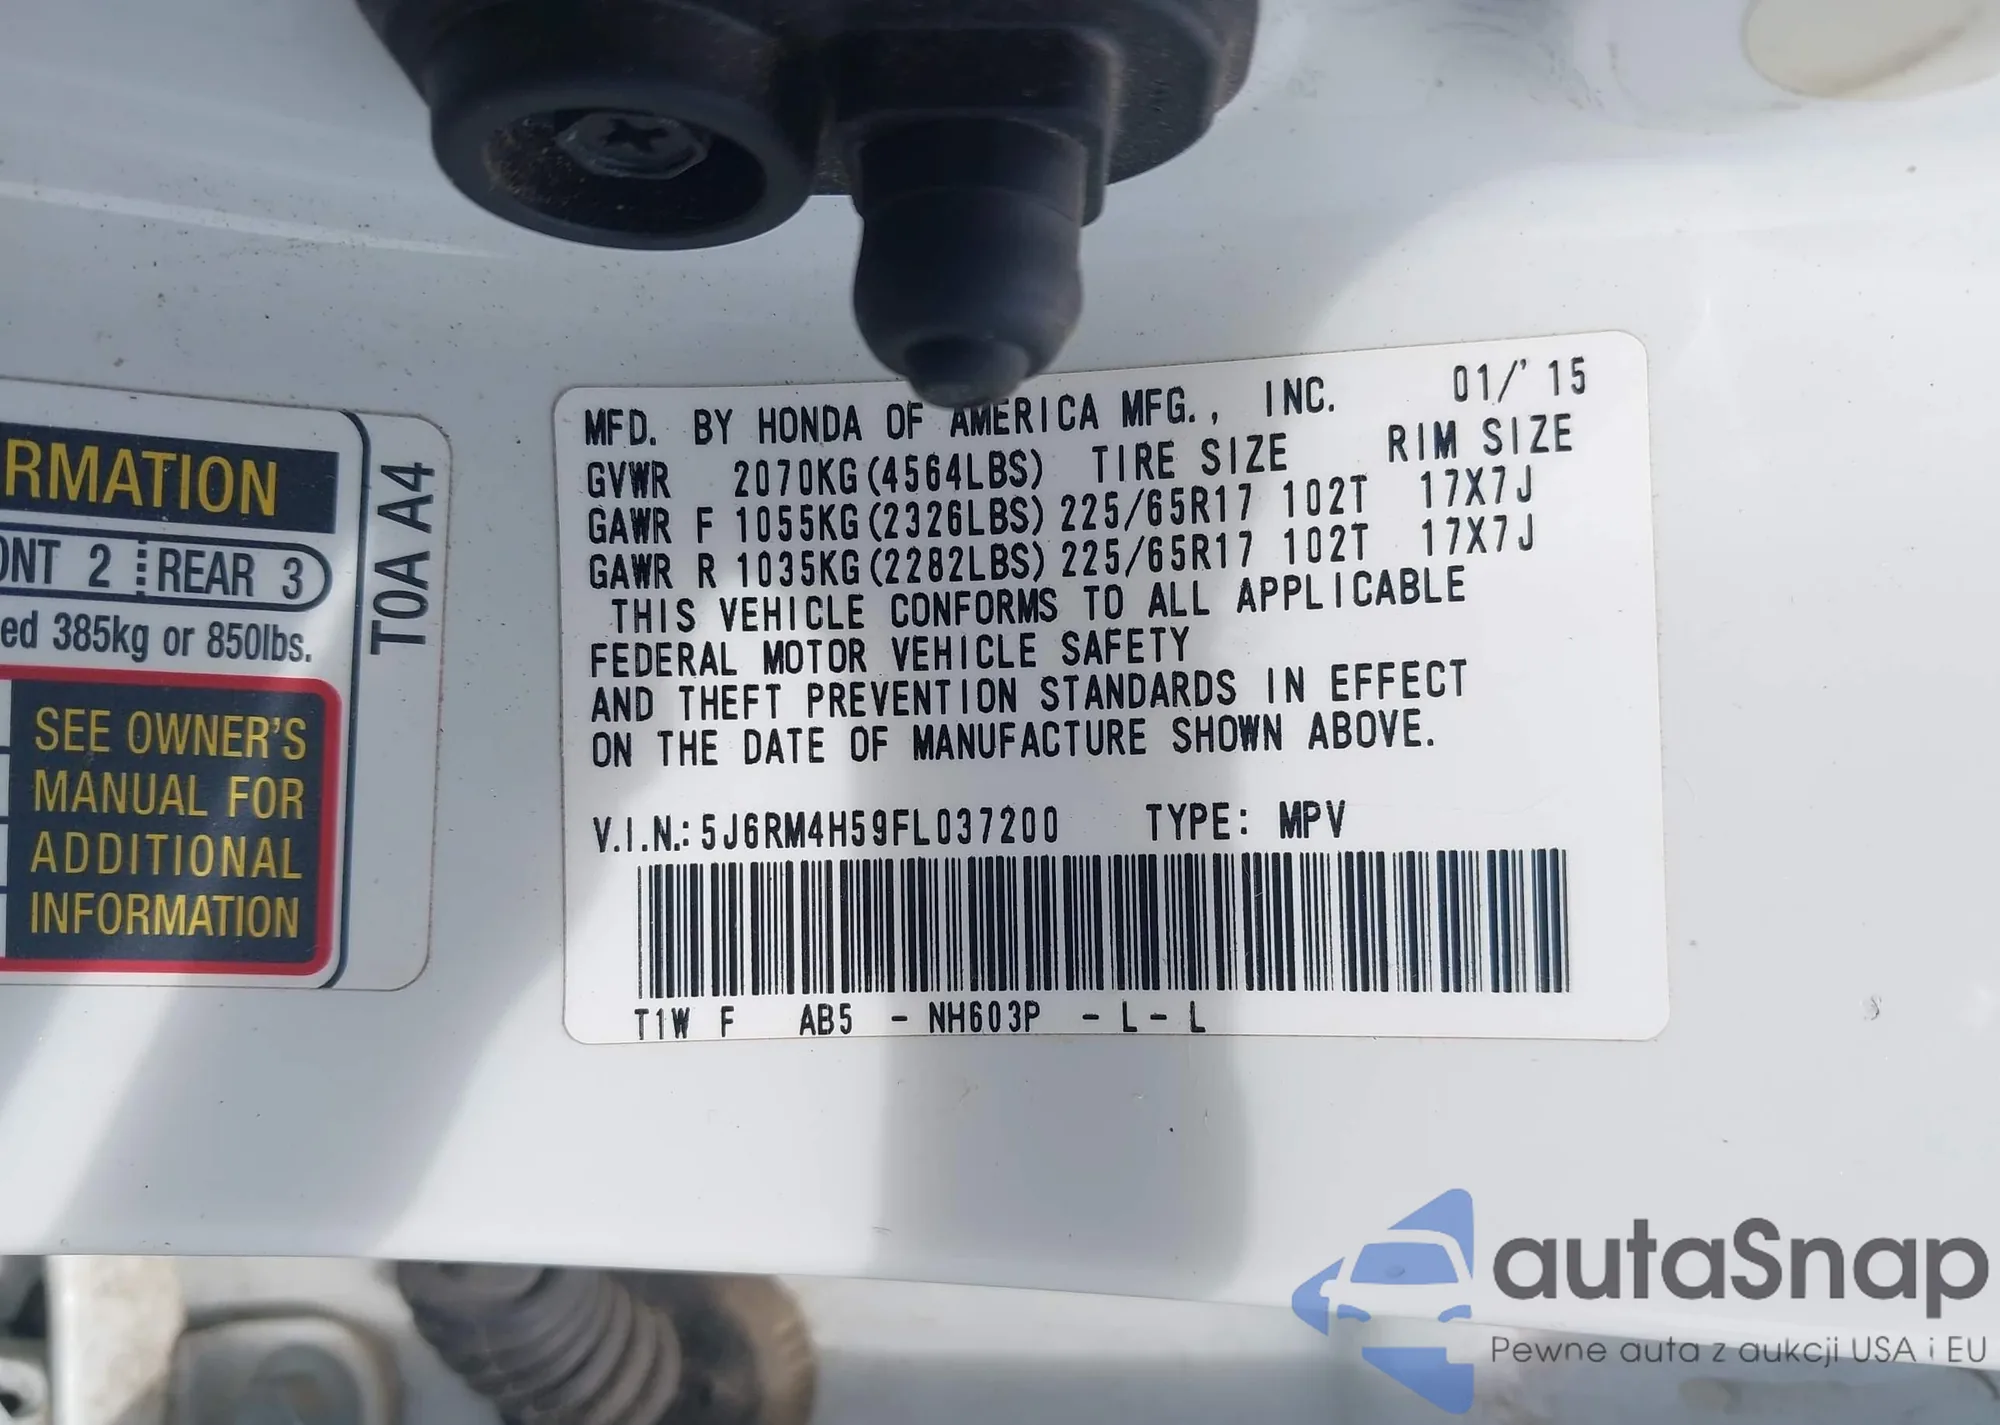 RMATION
ONT 2 REAR 3
ed 385kg or 850lbs.
SEE OWNER'S
MANUAL FOR
ADDITIONAL
INFORMATION
T0A A4
MFD. BY HONDA OF AMERICA MFG., INC. 01/'15
GVWR 2070KG(4564LBS) TIRE SIZE RIM SIZE
GAWR F 1055KG(2326LBS) 225/65R17 102T 17X7J
GAWR R 1035KG(2282LBS) 225/65R17 102T 17X7J
THIS VEHICLE CONFORMS TO ALL APPLICABLE
FEDERAL MOTOR VEHICLE SAFETY
AND THEFT PREVENTION STANDARDS IN EFFECT
ON THE DATE OF MANUFACTURE SHOWN ABOVE.
V.I.N.: 5J6RM4H59FL037200 TYPE: MPV
T1W F AB5 - NH603P - L - L
autaSnap
Pewne auta z aukcji USA i EU